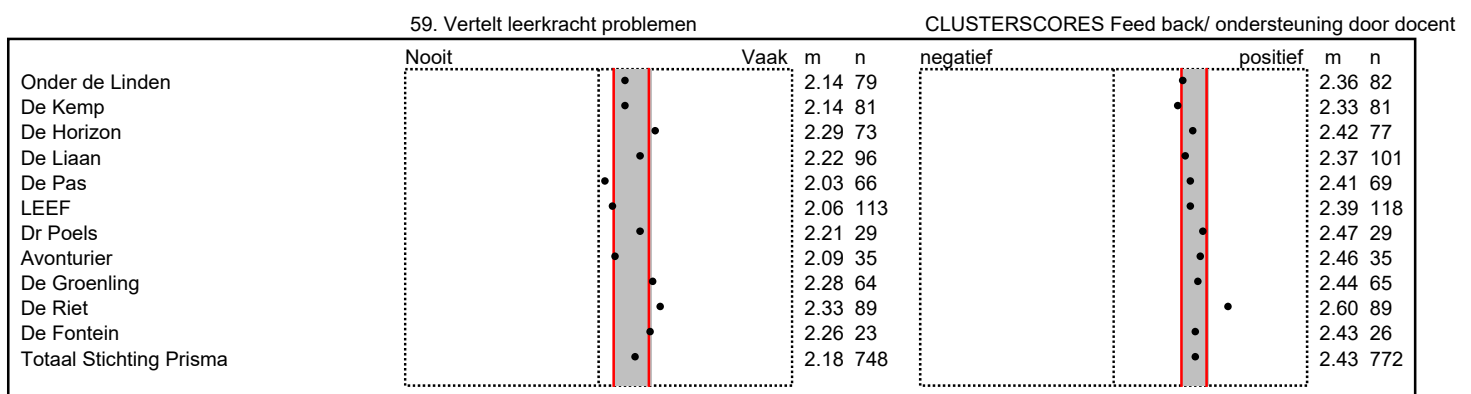 59. Vertelt leerkracht problemen CLUSTERSCORES Feed back/ ondersteuning door docent
Nooit Vaak m n negatief positief m n
Onder de Linden 2.14 79 2.36 82
De Kemp 2.14 81 2.33 81
De Horizon 2.29 73 2.42 77
De Liaan 2.22 96 2.37 101
De Pas 2.03 66 2.41 69
LEEF 2.06 113 2.39 118
Dr Poels 2.21 29 2.47 29
Avonturier 2.09 35 2.46 35
De Groenling 2.28 64 2.44 65
De Riet 2.33 89 2.60 89
De Fontein 2.26 23 2.43 26
Totaal Stichting Prisma 2.18 748 2.43 772